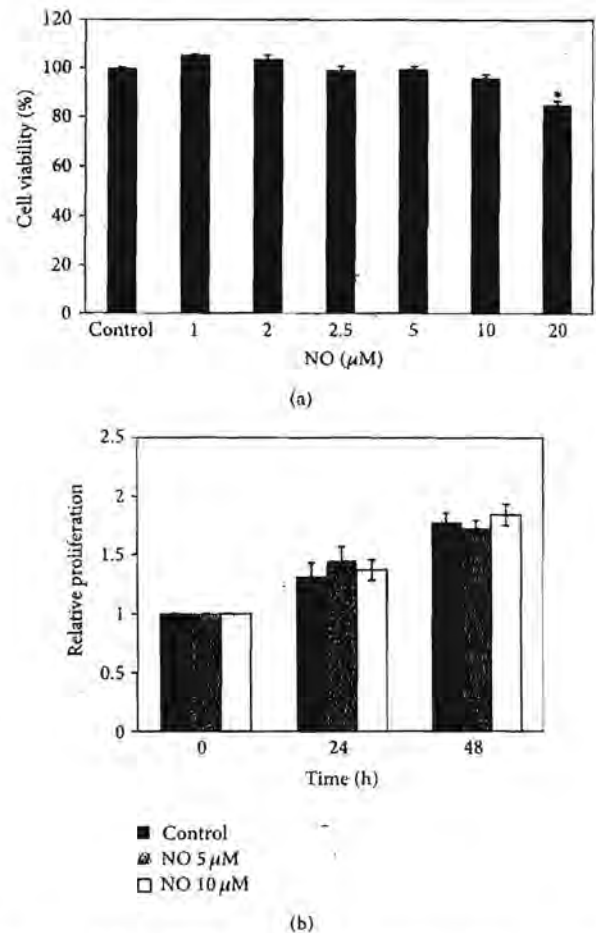 120
100
80
60
40
20
0
Cell viability (%)
*
Control 1 2 2.5 5 10 20
NO (μM)
(a)
2.5
2
1.5
1
0.5
0
Relative proliferation
0 24 48
Time (h)
Control
NO 5 μM
NO 10 μM
(b)